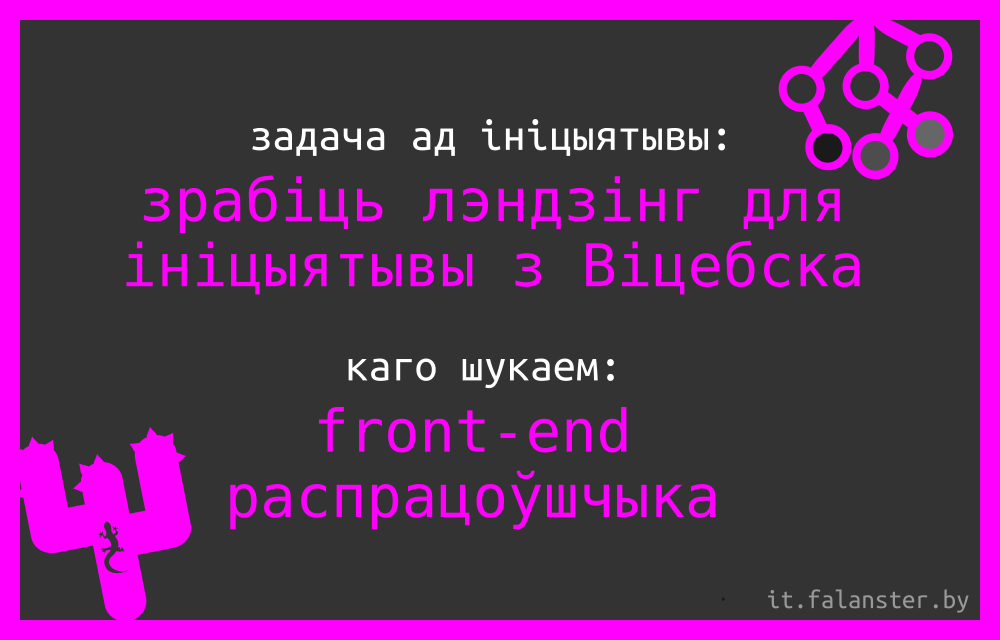 задача ад ініцыятывы:
зрабіць лэндзінг для
ініцыятывы з Віцебска
каго шукаем:
front-end
распрацоўшчыка
it.falanster.by